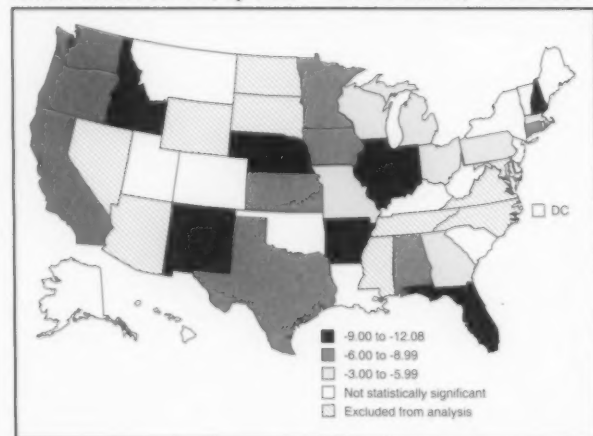 DC
-9.00 to -12.08
-6.00 to -8.99
-3.00 to -5.99
Not statistically significant
Excluded from analysis